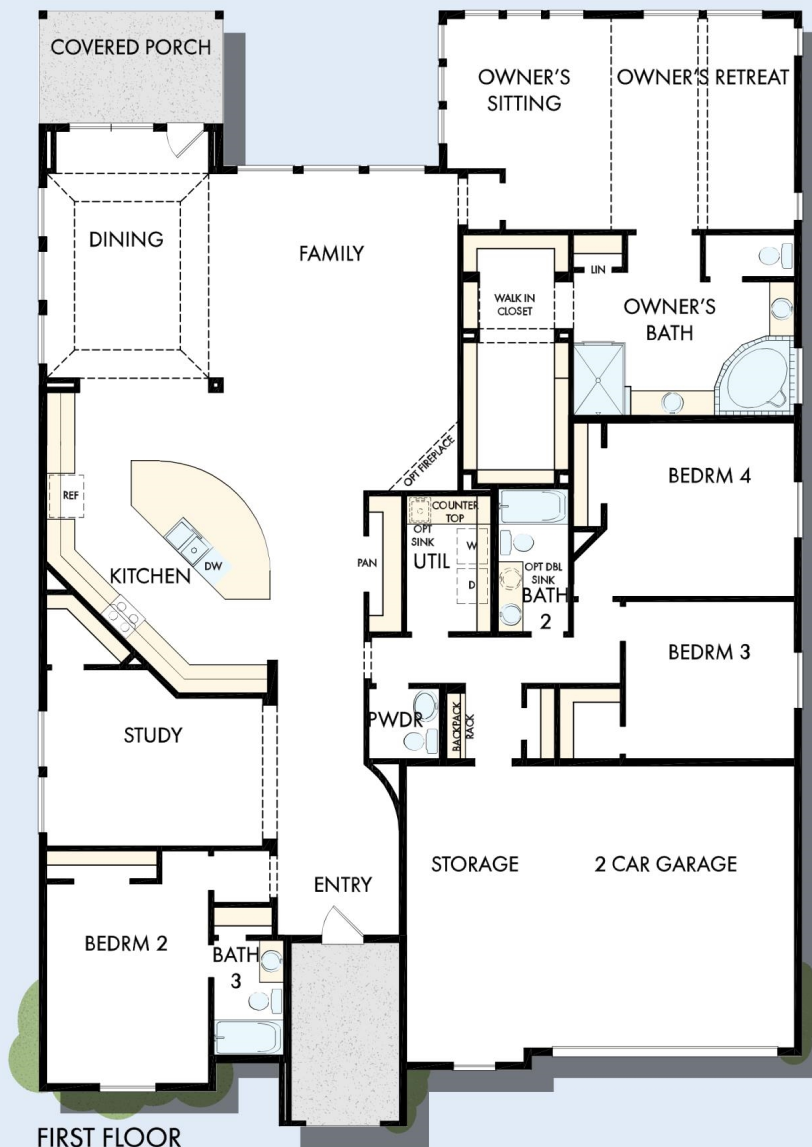 COVERED PORCH
OWNER'S
SITTING
OWNER'S RETREAT
DINING
FAMILY
LIN
WALK IN
CLOSET
OWNER'S
BATH
OPT FIREPLACE
BEDRM 4
REF
COUNTER
TOP
OPT
SINK
W
UTIL
PAN
D
DW
KITCHEN
OPT DBL
SINK
BATH
2
BEDRM 3
PWDR
BACKPACK
RACK
STUDY
STORAGE
2 CAR GARAGE
ENTRY
BEDRM 2
BATH
3
FIRST FLOOR